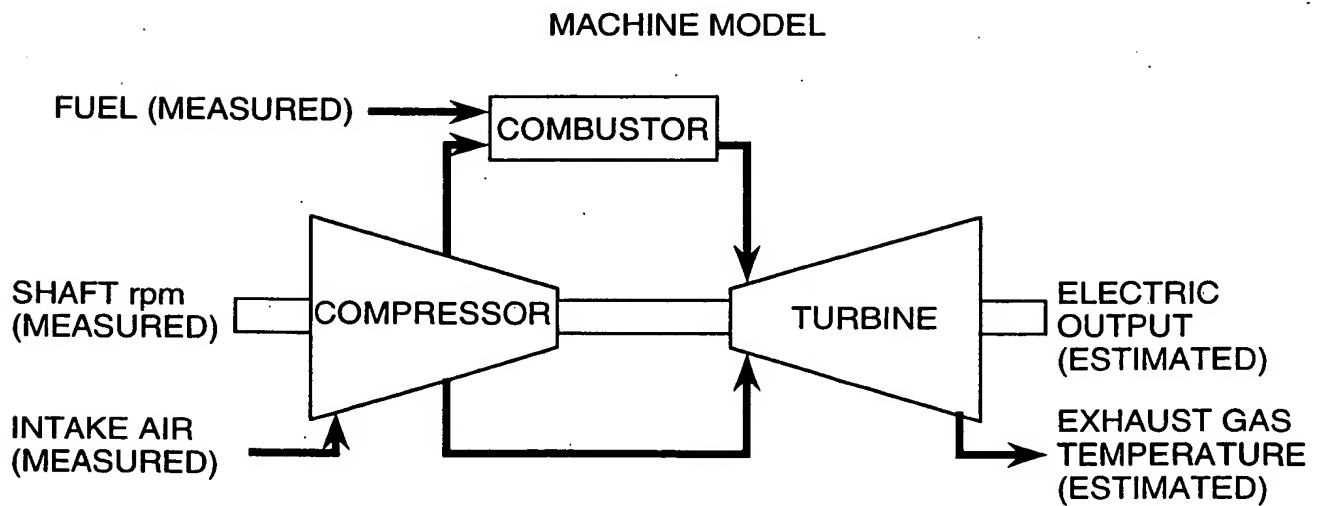 MACHINE MODEL
FUEL (MEASURED)
COMBUSTOR
SHAFT rpm
(MEASURED)
COMPRESSOR
TURBINE
ELECTRIC
OUTPUT
(ESTIMATED)
INTAKE AIR
(MEASURED)
EXHAUST GAS
TEMPERATURE
(ESTIMATED)